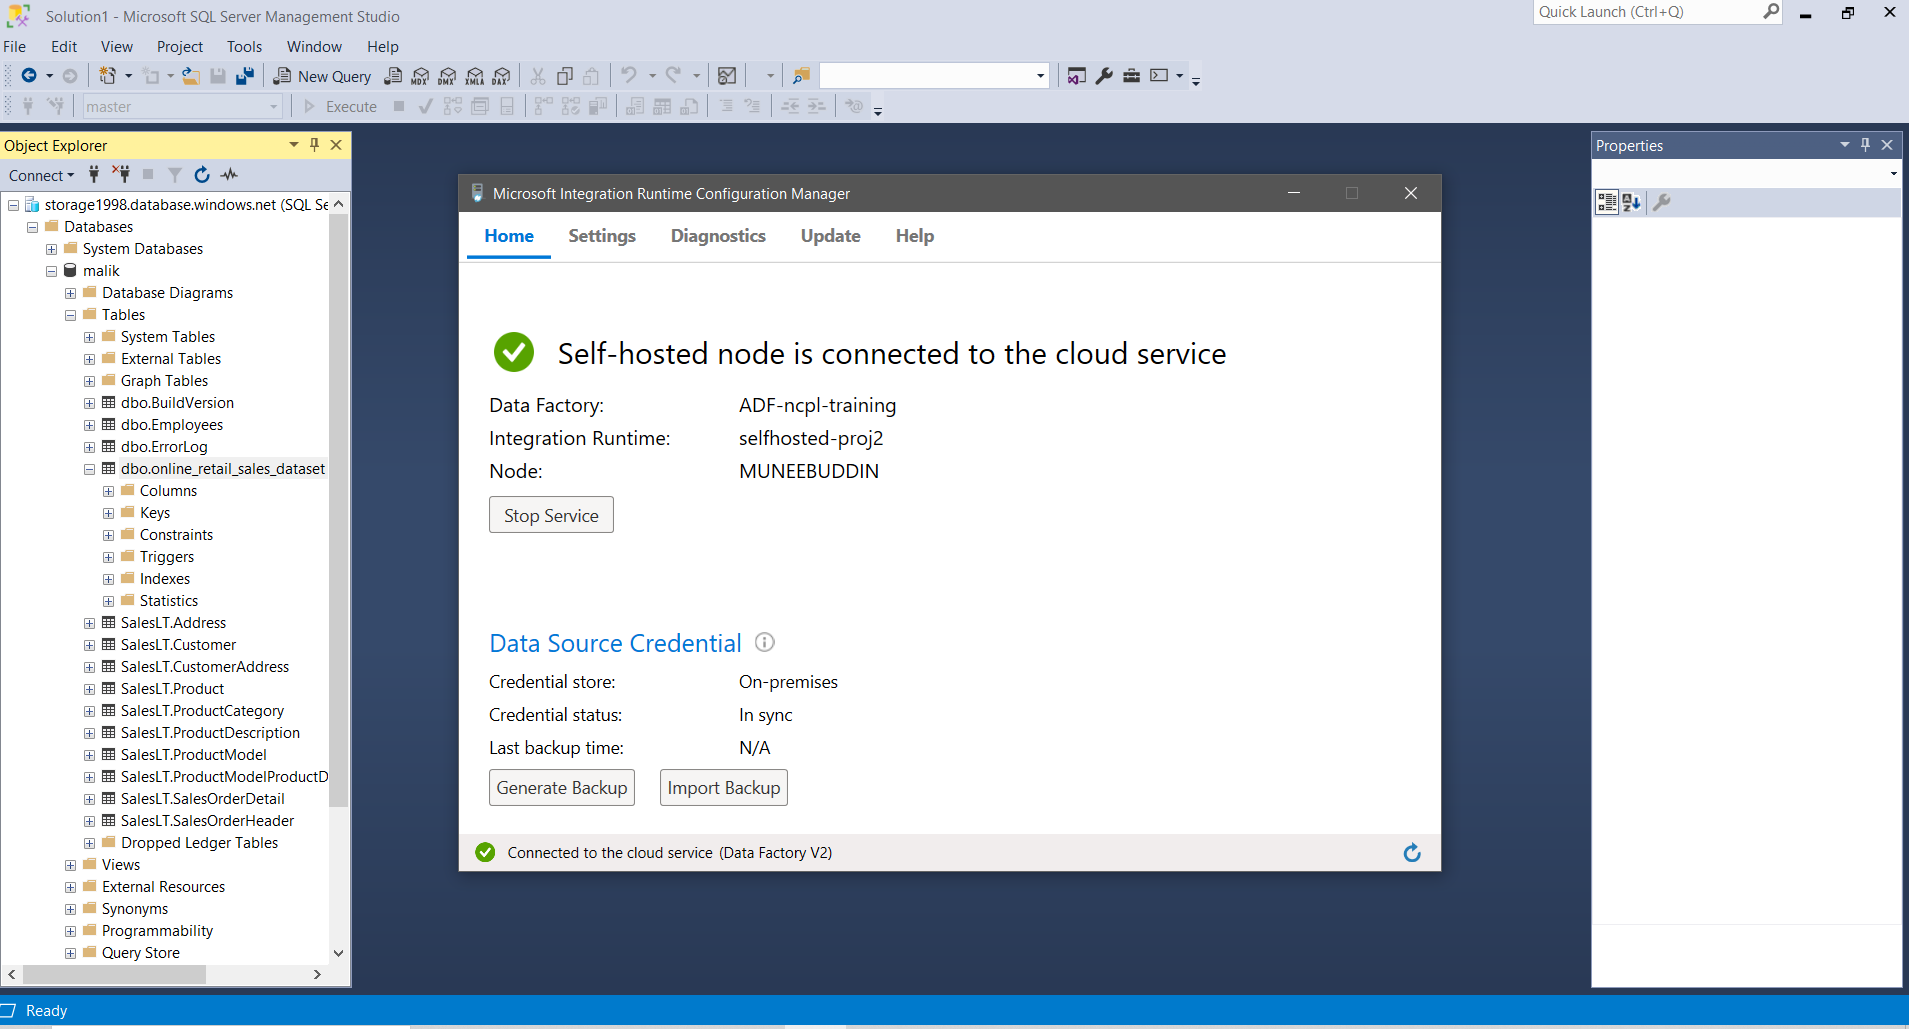 Solution1 - Microsoft SQL Server Management Studio
Quick Launch (Ctrl+Q)
File Edit View Project Tools Window Help
New Query MDX DMX XMLA DAX
master Execute
Object Explorer
Connect
storage1998.database.windows.net (SQL Se
Databases
System Databases
malik
Database Diagrams
Tables
System Tables
External Tables
Graph Tables
dbo.BuildVersion
dbo.Employees
dbo.ErrorLog
dbo.online_retail_sales_dataset
Columns
Keys
Constraints
Triggers
Indexes
Statistics
SalesLT.Address
SalesLT.Customer
SalesLT.CustomerAddress
SalesLT.Product
SalesLT.ProductCategory
SalesLT.ProductDescription
SalesLT.ProductModel
SalesLT.ProductModelProductD
SalesLT.SalesOrderDetail
SalesLT.SalesOrderHeader
Dropped Ledger Tables
Views
External Resources
Synonyms
Programmability
Query Store
Microsoft Integration Runtime Configuration Manager
Home Settings Diagnostics Update Help
Self-hosted node is connected to the cloud service
Data Factory: ADF-ncpl-training
Integration Runtime: selfhosted-proj2
Node: MUNEEBUDDIN
Stop Service
Data Source Credential
Credential store: On-premises
Credential status: In sync
Last backup time: N/A
Generate Backup Import Backup
Connected to the cloud service (Data Factory V2)
Properties
Ready